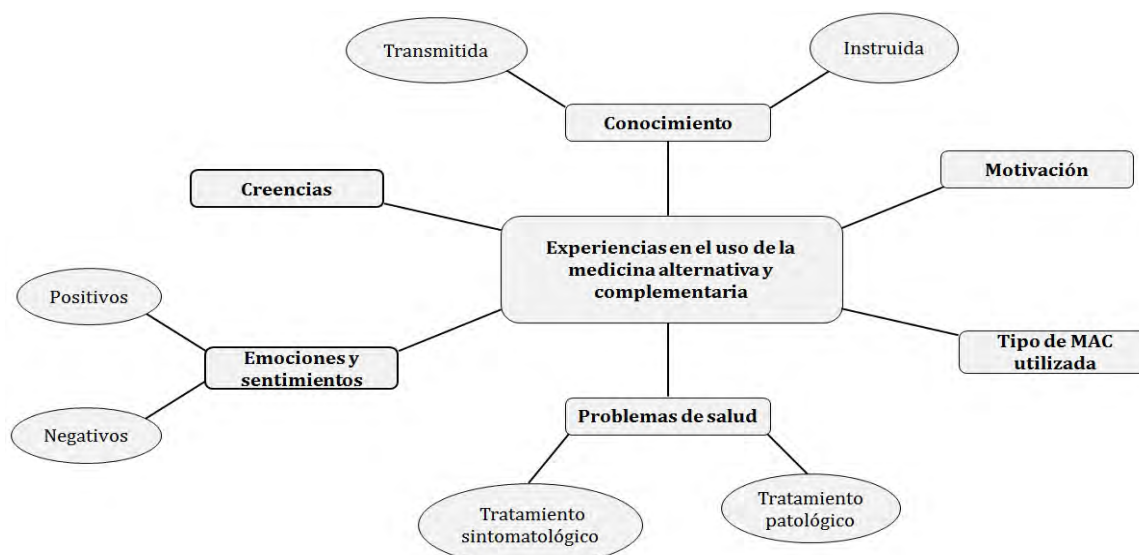 Transmitida
Instruida
Conocimiento
Creencias
Motivación
Experiencias en el uso de la
medicina alternativa y
complementaria
Positivos
Emociones y
sentimientos
Negativos
Tipo de MAC
utilizada
Problemas de salud
Tratamiento
sintomatológico
Tratamiento
patológico